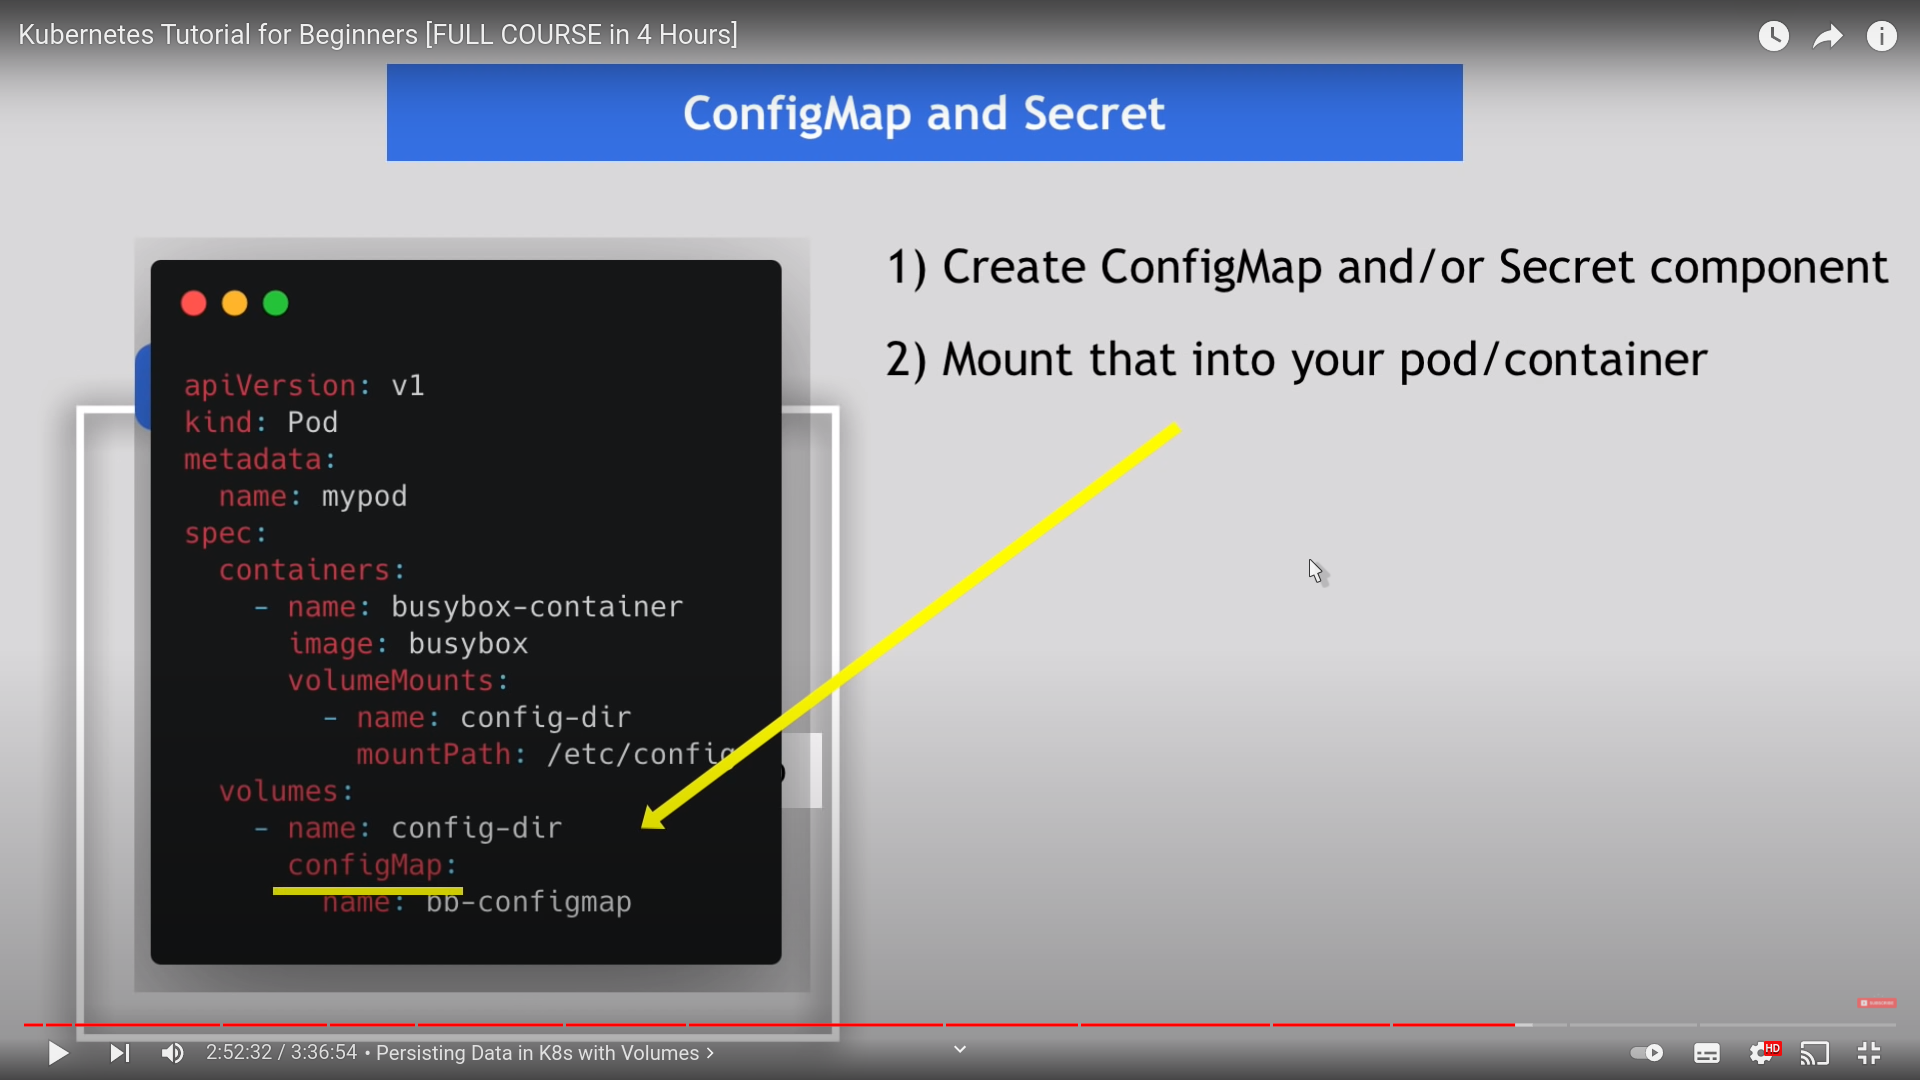 Kubernetes Tutorial for Beginners [FULL COURSE in 4 Hours]
ConfigMap and Secret
1) Create ConfigMap and/or Secret component
2) Mount that into your pod/container
apiVersion: v1
kind: Pod
metadata:
  name: mypod
spec:
  containers:
    - name: busybox-container
      image: busybox
      volumeMounts:
        - name: config-dir
          mountPath: /etc/config
  volumes:
    - name: config-dir
      configMap:
        name: bb-configmap
SUBSCRIBE
2:52:32 / 3:36:54 • Persisting Data in K8s with Volumes
HD